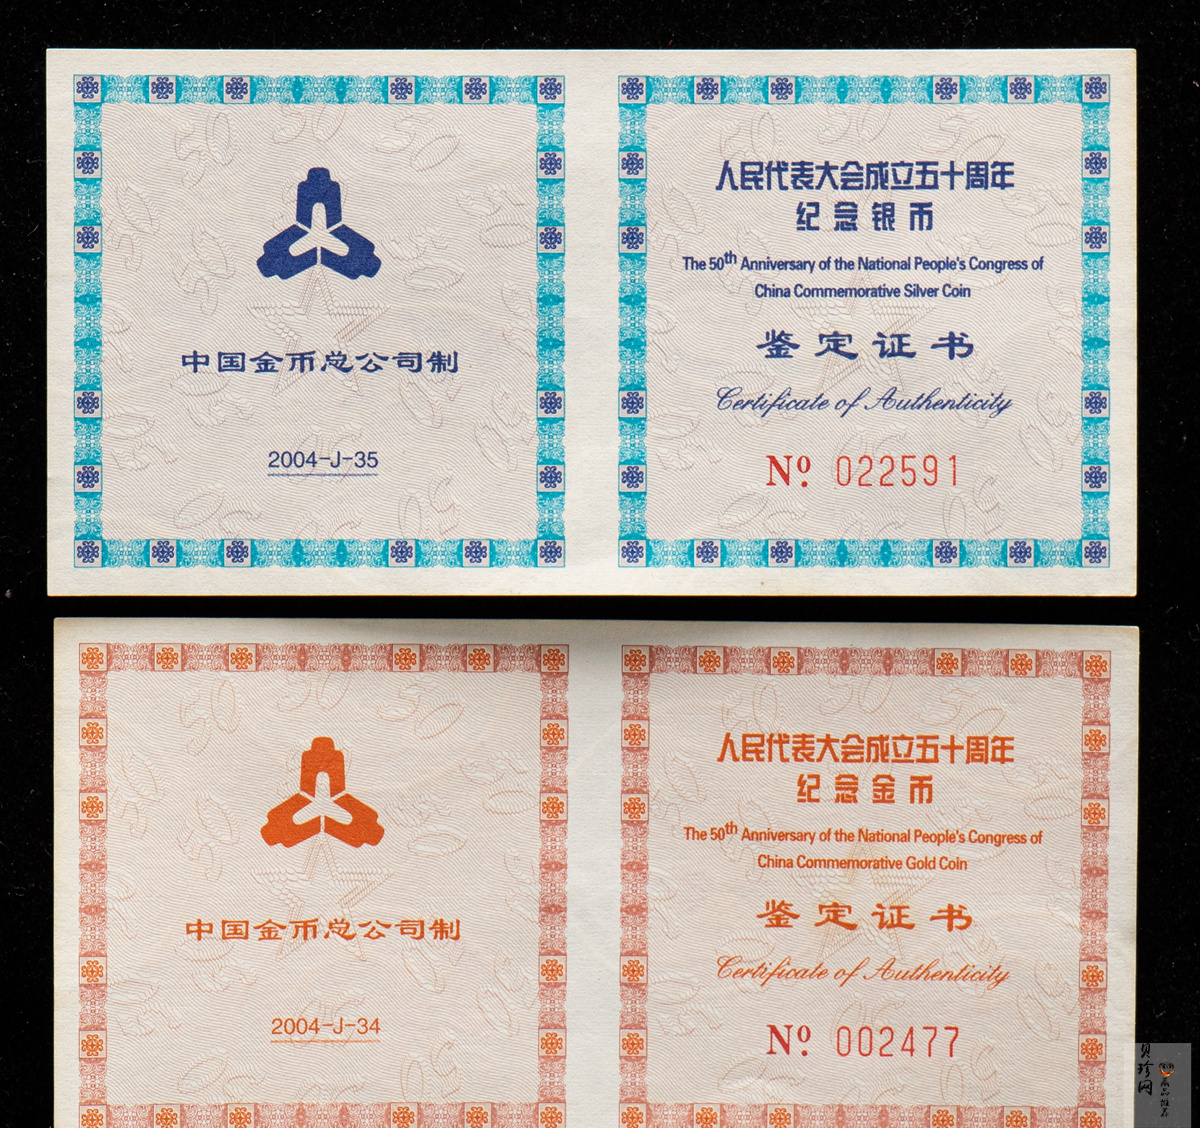 中国金币总公司制
2004-J-35
人民代表大会成立五十周年
纪念银币
The 50th Anniversary of the National People's Congress of
China Commemorative Silver Coin
鉴定证书
Certificate of Authenticity
Nº. 022591
中国金币总公司制
2004-J-34
人民代表大会成立五十周年
纪念金币
The 50th Anniversary of the National People's Congress of
China Commemorative Gold Coin
鉴定证书
Certificate of Authenticity
Nº. 002477
贝珍网